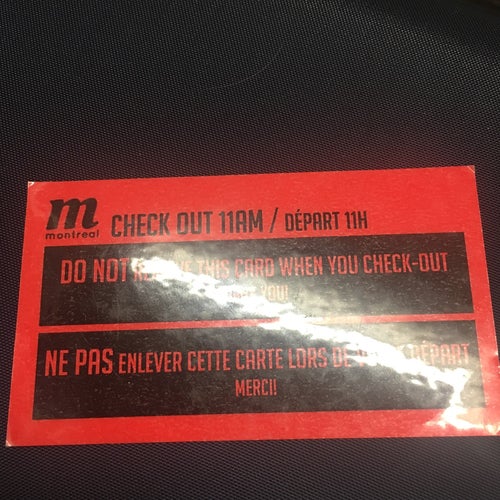 m
montreal
CHECK OUT 11AM / DÉPART 11H
DO NOT THIS CARD WHEN YOU CHECK-OUT
YOU!
NE PAS ENLEVER CETTE CARTE LORS DE DÉPART
MERCI!